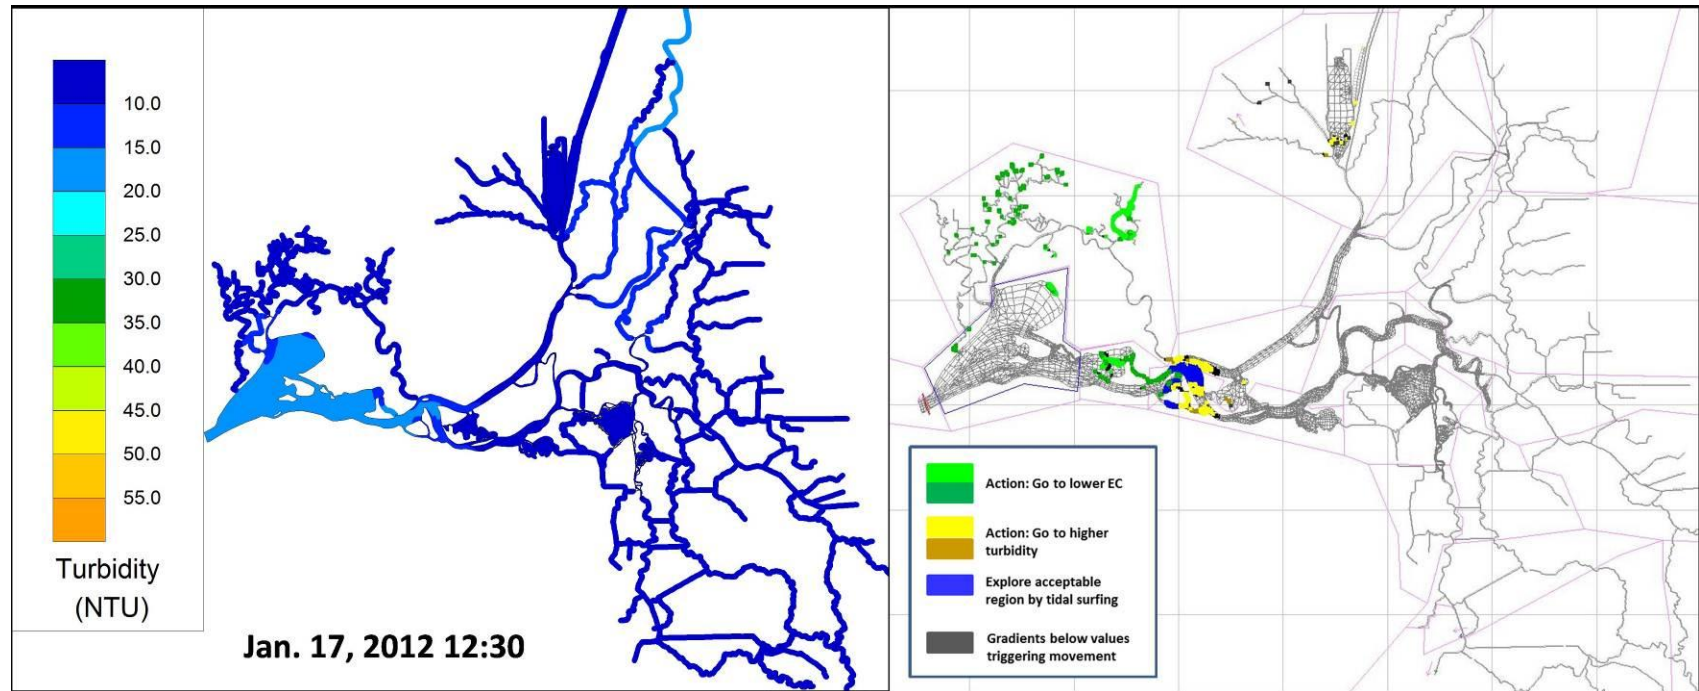 10.0
15.0
20.0
25.0
30.0
35.0
40.0
45.0
50.0
55.0
Turbidity
(NTU)
Jan. 17, 2012 12:30
Action: Go to lower EC
Action: Go to higher
turbidity
Explore acceptable
region by tidal surfing
Gradients below values
triggering movement